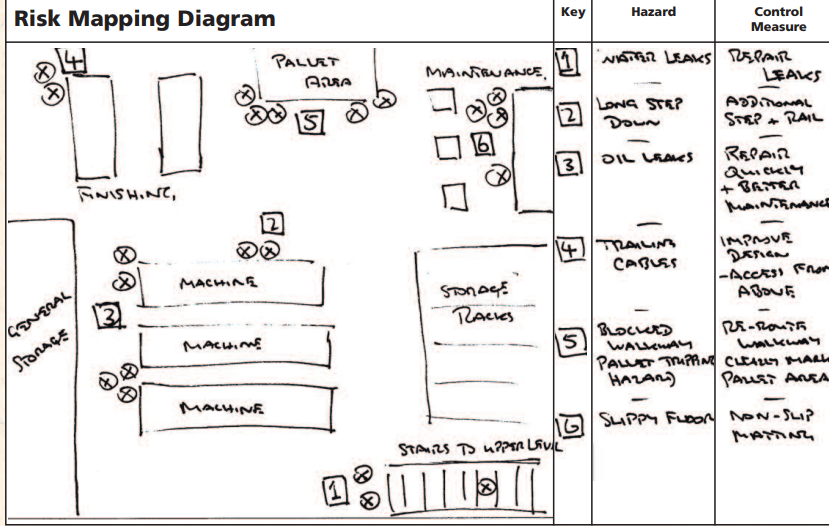 Risk Mapping Diagram
Key
Hazard
Control
Measure
4
PALLET
AREA
5
MAINTENANCE
6
FINISHING
2
MACHINE
3
MACHINE
MACHINE
GENERAL
STORAGE
STORAGE
RACKS
STAIRS TO UPPER LEVEL
1
1
WATER LEAKS
REPAIR
LEAKS
2
LONG STEP
DOWN
ADDITIONAL
STEP + RAIL
3
OIL LEAKS
REPAIR
QUICKLY
+ BETTER
MAINTENANCE
4
TRAILING
CABLES
IMPROVE
DESIGN
-ACCESS FROM
ABOVE
5
BLOCKED
WALKWAY
PALLET TRIPPING
HAZARD)
RE-ROUTE
WALKWAY
CLEARLY MARK
PALLET AREA
6
SLIPPY FLOOR
NON-SLIP
MATTING